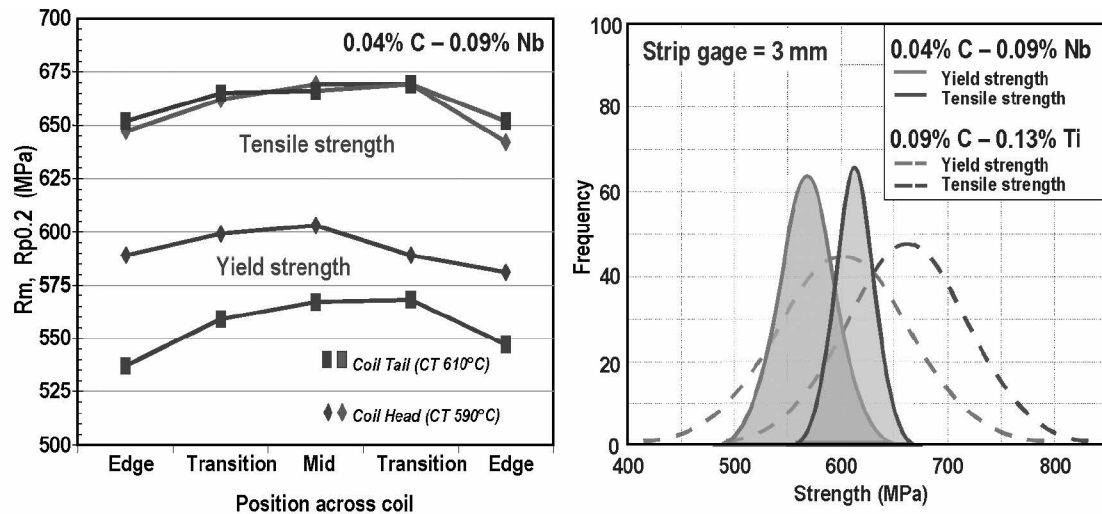 700
675
650
625
600
575
550
525
500
Rm, Rp0.2 (MPa)
0.04% C – 0.09% Nb
Tensile strength
Yield strength
Coil Tail (CT 610°C)
Coil Head (CT 590°C)
Edge Transition Mid Transition Edge
Position across coil
100
80
60
40
20
0
Frequency
Strip gage = 3 mm
0.04% C – 0.09% Nb
Yield strength
Tensile strength
0.09% C – 0.13% Ti
Yield strength
Tensile strength
400 500 600 700 800
Strength (MPa)